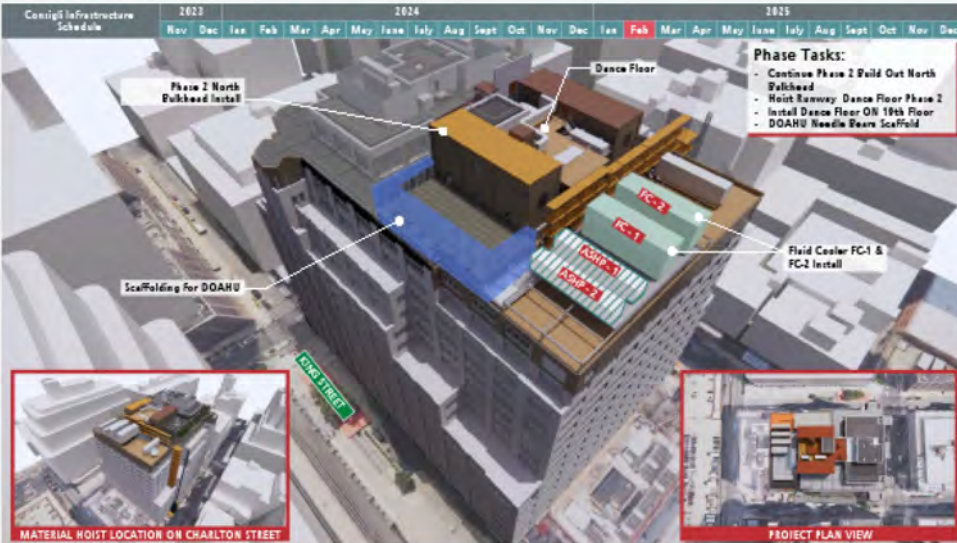 Consigli Infrastructure
Schedule
2023
2024
2025
Nov Dec Jan Feb Mar Apr May June July Aug Sept Oct Nov Dec Jan Feb Mar Apr May June July Aug Sept Oct Nov Dec
Phase Tasks:
- Continue Phase 2 Build Out North
Bulkhead
- Hoist Runway Dance Floor Phase 2
- Install Dance Floor ON 19th Floor
- DOAHU Needle Beam Scaffold
Dance Floor
Phase 2 North
Bulkhead Install
FC - 2
FC - 1
ASHP - 1
ASHP - 2
Fluid Cooler FC-1 &
FC-2 Install
Scaffolding For DOAHU
KING STREET
MATERIAL HOIST LOCATION ON CHARLTON STREET
PROJECT PLAN VIEW